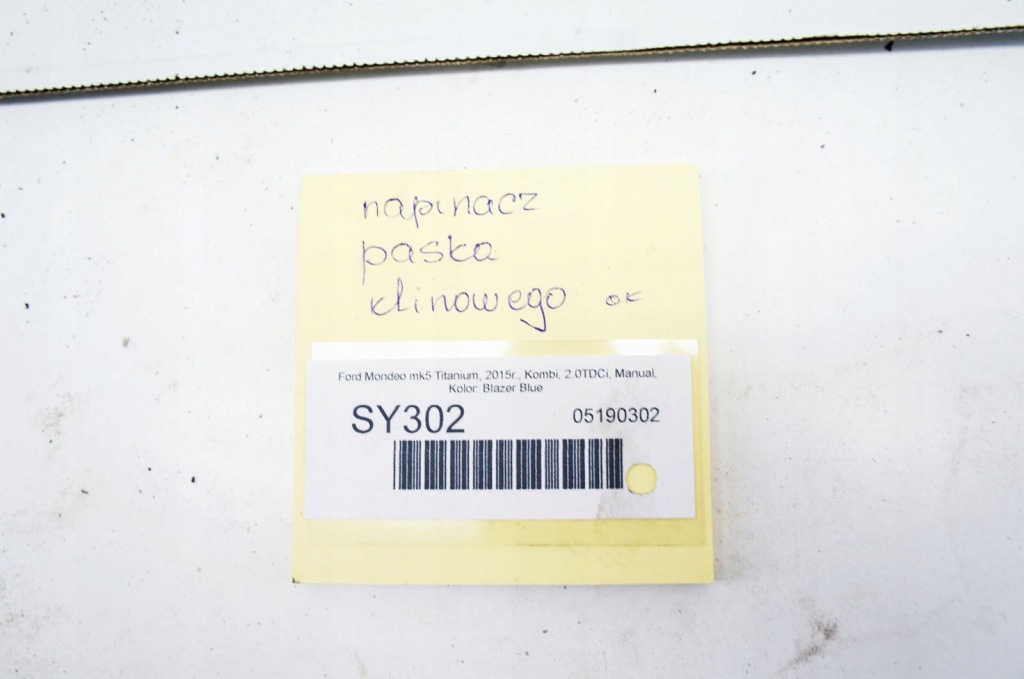 napinacz
paska
klinowego ok
Ford Mondeo mk5 Titanium, 2015r., Kombi, 2.0TDCi, Manual,
Kolor: Blazer Blue
SY302 05190302